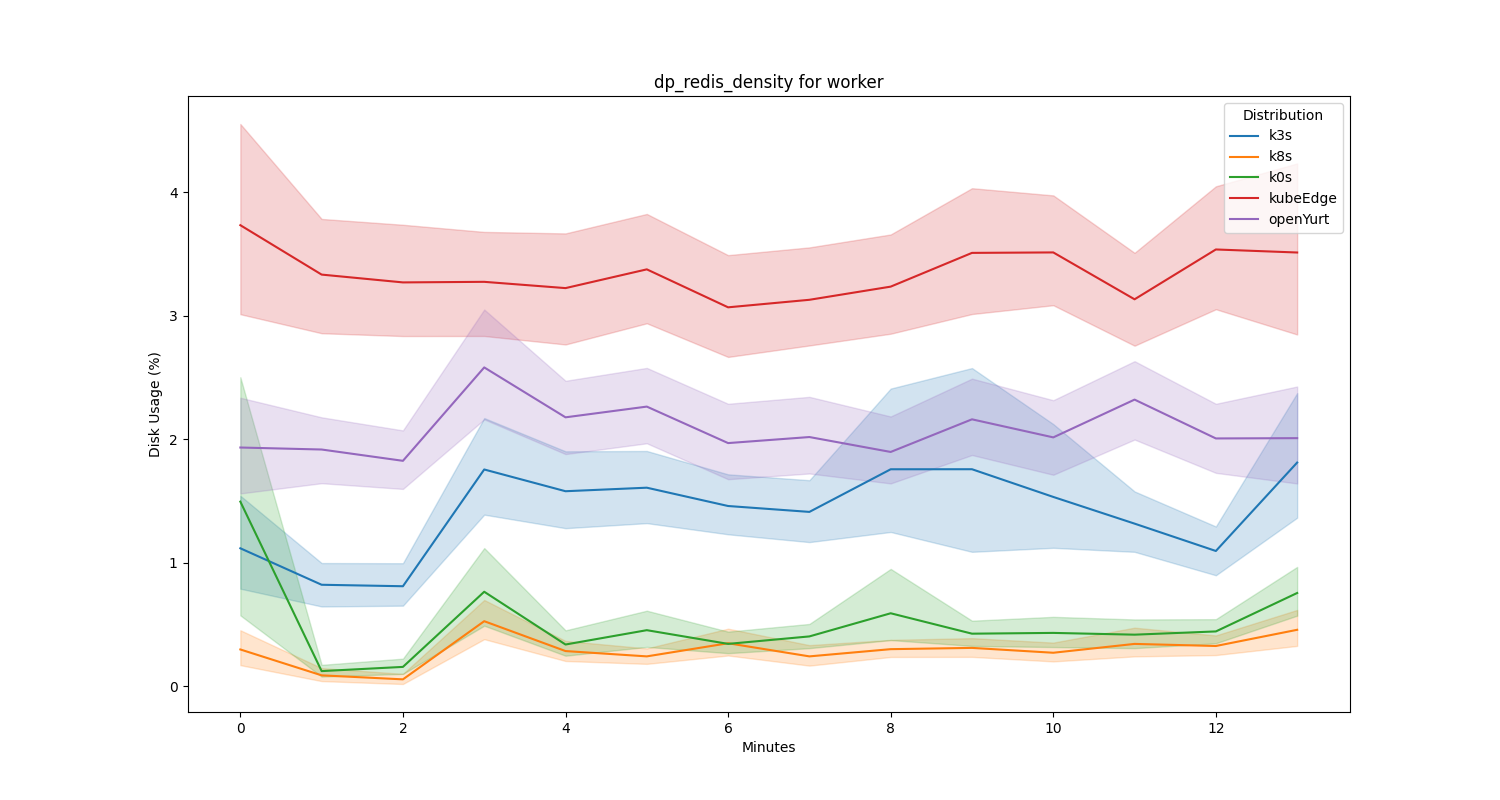 dp_redis_density for worker
Distribution
k3s
k8s
k0s
kubeEdge
openYurt
Disk Usage (%)
4
3
2
1
0
0 2 4 6 8 10 12
Minutes